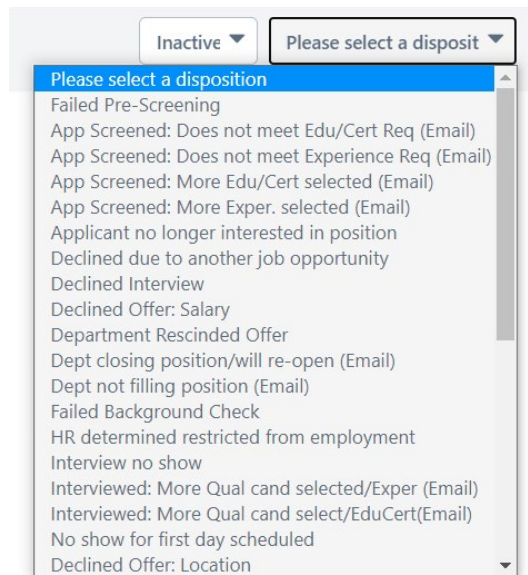 Inactive
Please select a disposit
Please select a disposition
Failed Pre-Screening
App Screened: Does not meet Edu/Cert Req (Email)
App Screened: Does not meet Experience Req (Email)
App Screened: More Edu/Cert selected (Email)
App Screened: More Exper. selected (Email)
Applicant no longer interested in position
Declined due to another job opportunity
Declined Interview
Declined Offer: Salary
Department Rescinded Offer
Dept closing position/will re-open (Email)
Dept not filling position (Email)
Failed Background Check
HR determined restricted from employment
Interview no show
Interviewed: More Qual cand selected/Exper (Email)
Interviewed: More Qual cand select/EduCert(Email)
No show for first day scheduled
Declined Offer: Location